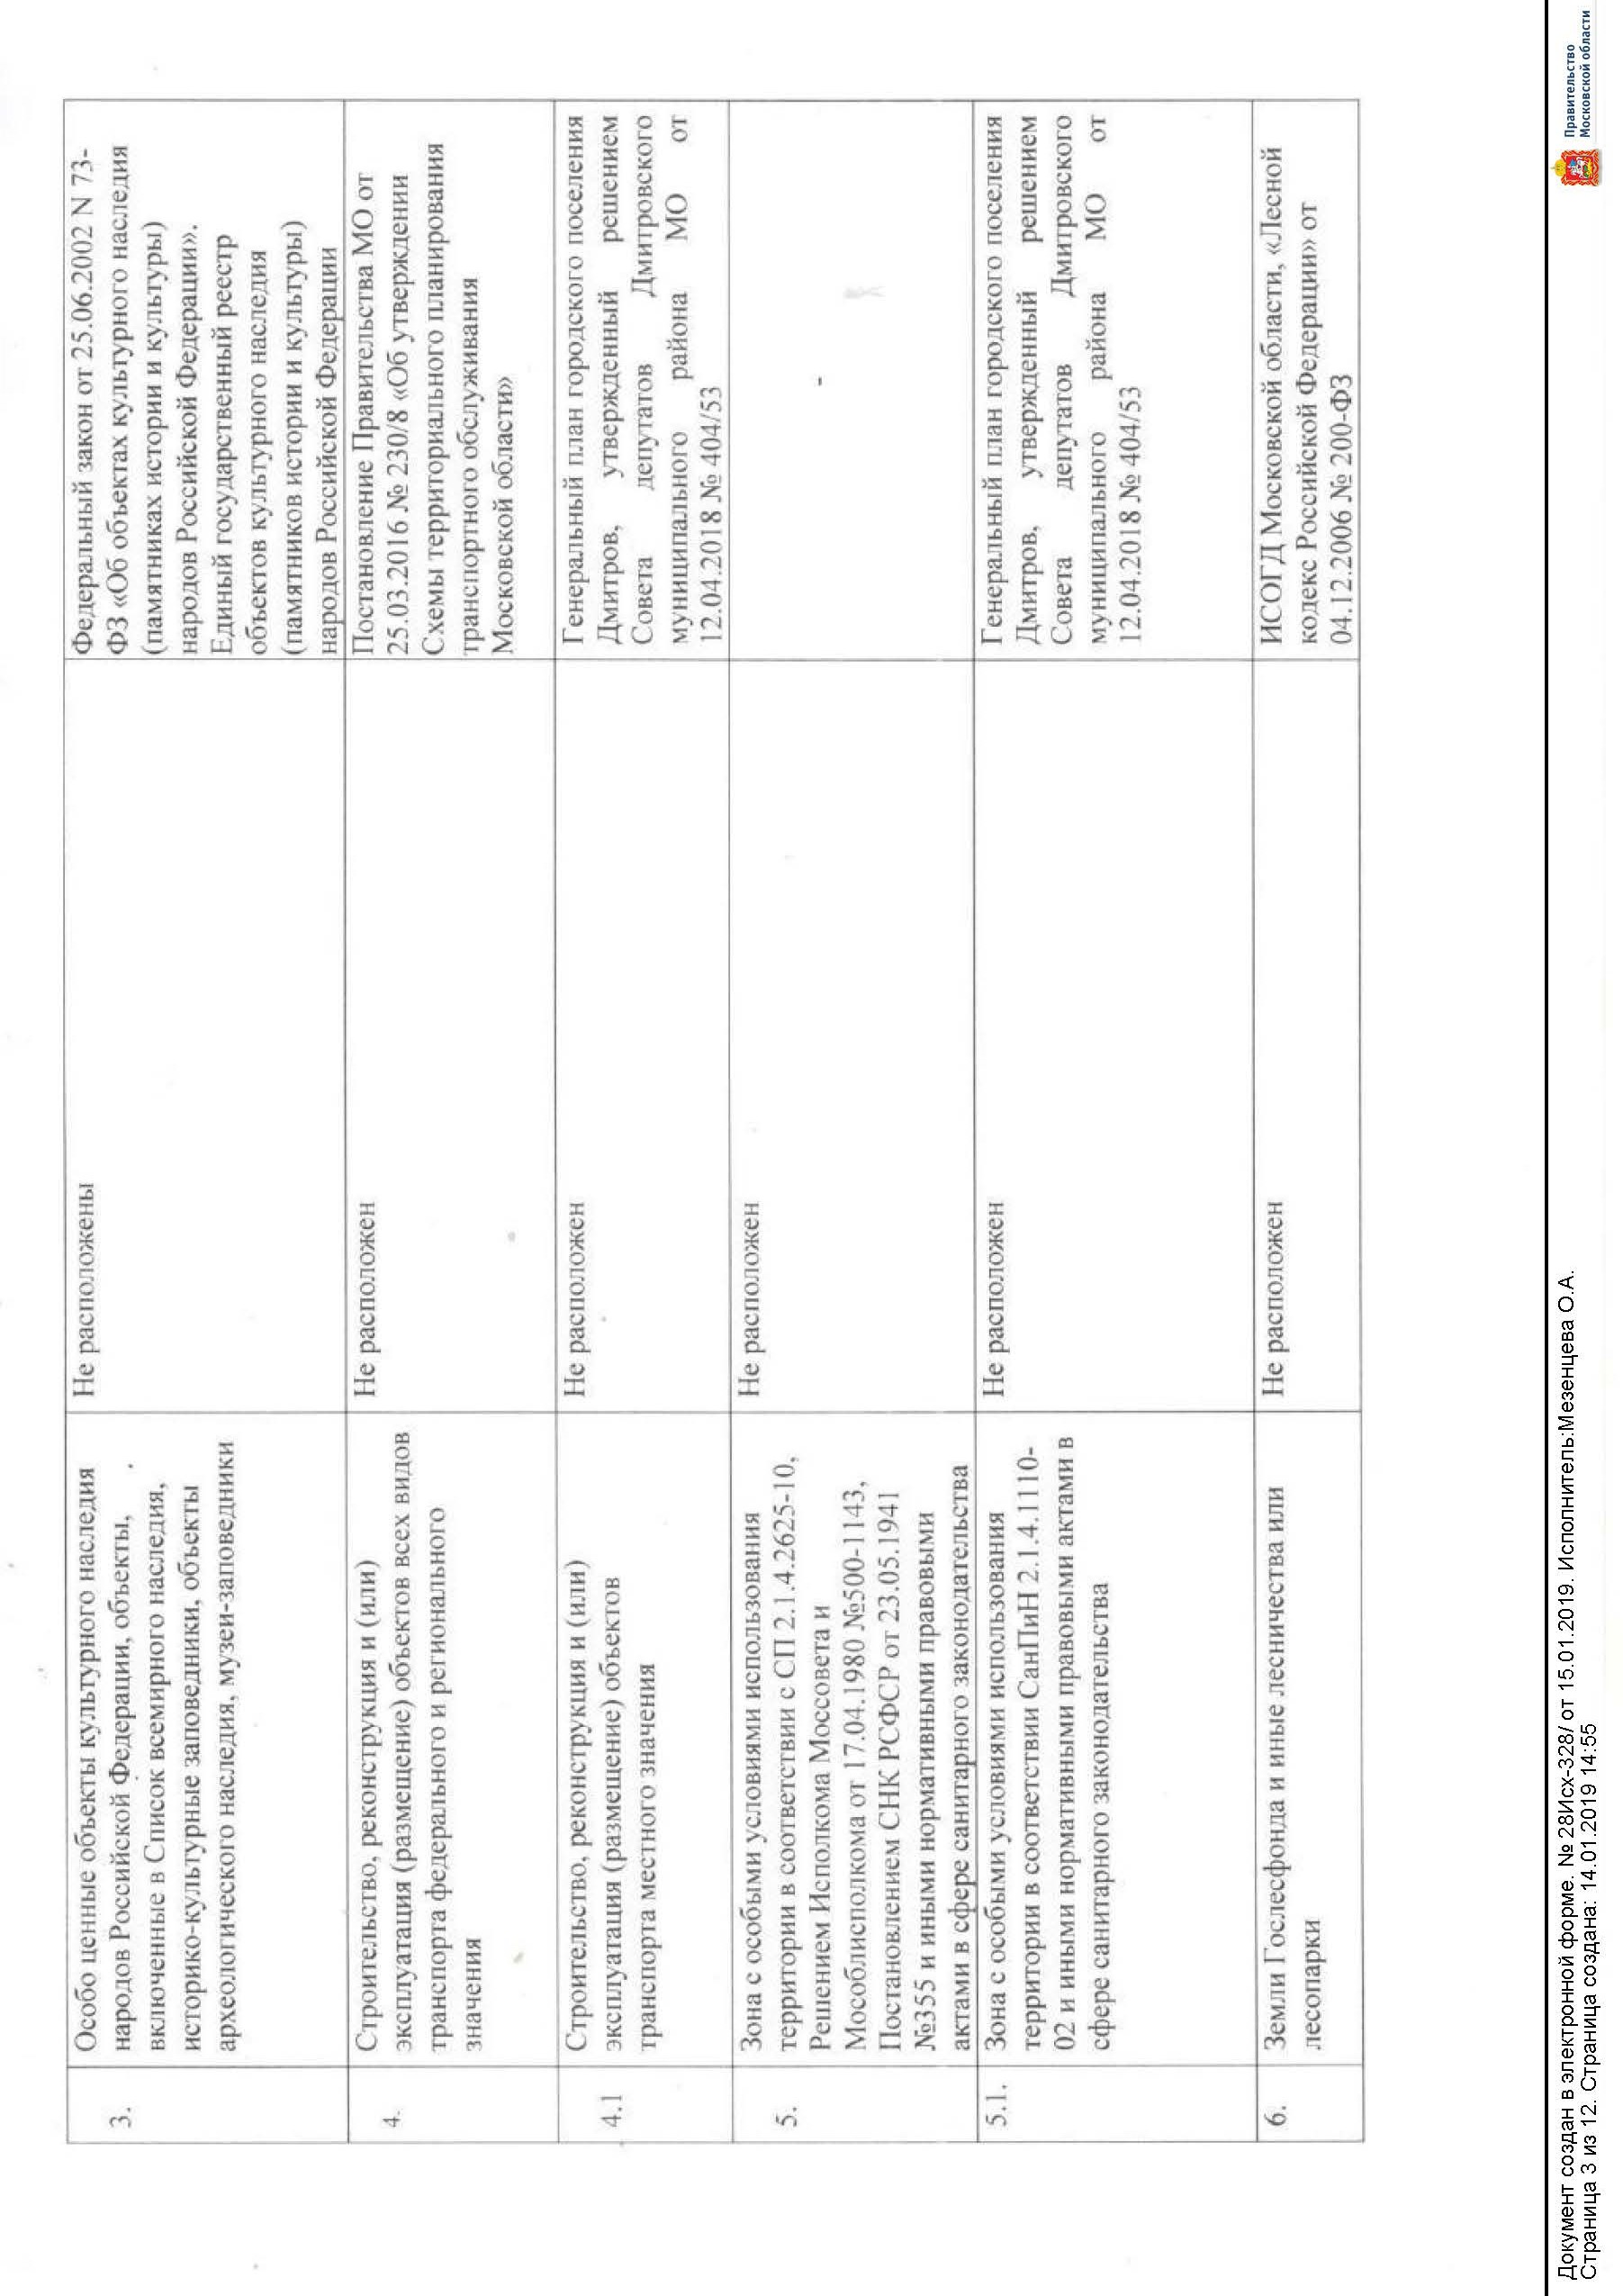 3.
Особо ценные объекты культурного наследия
народов Российской Федерации, объекты,
включенные в Список всемирного наследия,
историко-культурные заповедники, объекты
археологического наследия, музеи-заповедники
Не расположены
Федеральный закон от 25.06.2002 N 73-
ФЗ «Об объектах культурного наследия
(памятниках истории и культуры)
народов Российской Федерации».
Единый государственный реестр
объектов культурного наследия
(памятников истории и культуры)
народов Российской Федерации
4.
Строительство, реконструкция и (или)
эксплуатация (размещение) объектов всех видов
транспорта федерального и регионального
значения
Не расположен
Постановление Правительства МО от
25.03.2016 № 230/8 «Об утверждении
Схемы территориального планирования
транспортного обслуживания
Московской области»
4.1
Строительство, реконструкция и (или)
эксплуатация (размещение) объектов
транспорта местного значения
Не расположен
Генеральный план городского поселения
Дмитров, утвержденный решением
Совета депутатов Дмитровского
муниципального района МО от
12.04.2018 № 404/53
5.
Зона с особыми условиями использования
территории в соответствии с СП 2.1.4.2625-10,
Решением Исполкома Моссовета и
Мособлисполкома от 17.04.1980 №500-1143,
Постановлением СНК РСФСР от 23.05.1941
№355 и иными нормативными правовыми
актами в сфере санитарного законодательства
Не расположен
-
5.1.
Зона с особыми условиями использования
территории в соответствии СанПиН 2.1.4.1110-
02 и иными нормативными правовыми актами в
сфере санитарного законодательства
Не расположен
Генеральный план городского поселения
Дмитров, утвержденный решением
Совета депутатов Дмитровского
муниципального района МО от
12.04.2018 № 404/53
6.
Земли Гослесфонда и иные лесничества или
лесопарки
Не расположен
ИСОГД Московской области, «Лесной
кодекс Российской Федерации» от
04.12.2006 № 200-ФЗ
Документ создан в электронной форме. № 28Исх-328/ от 15.01.2019. Исполнитель:Мезенцева О.А.
Страница 3 из 12. Страница создана: 14.01.2019 14:55
Правительство
Московской области